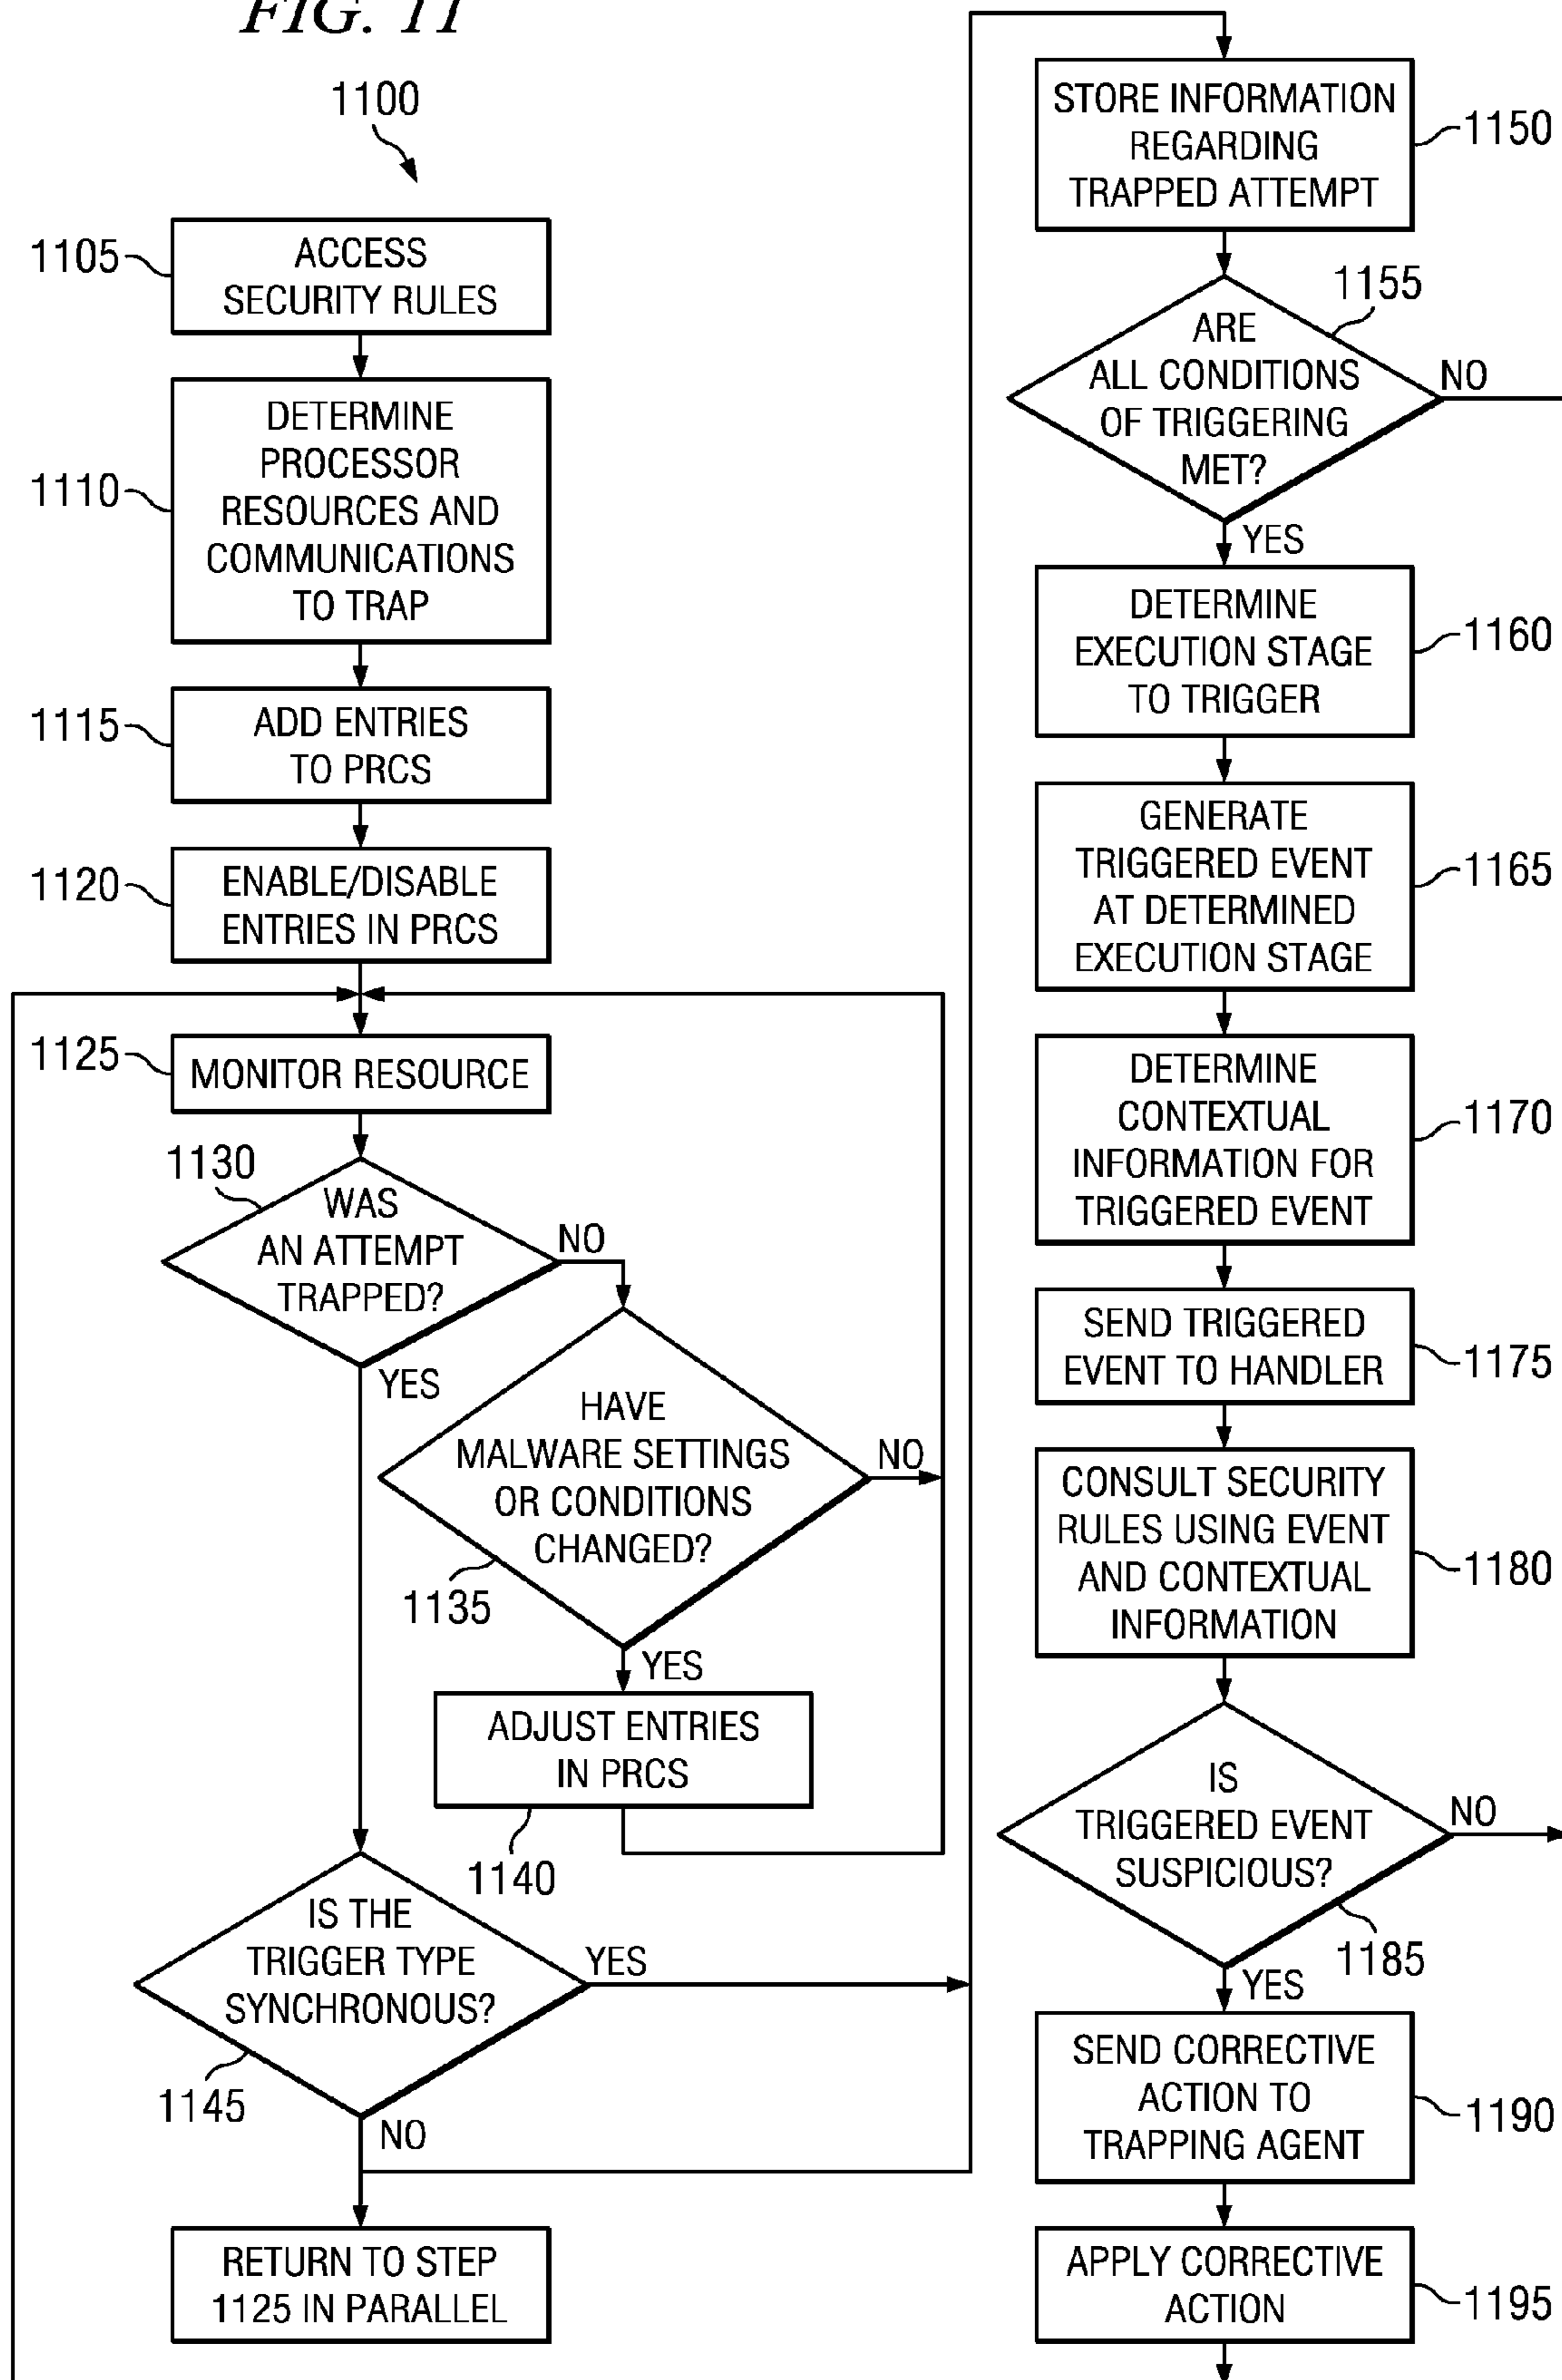 FIG. 11
1100
1105
ACCESS
SECURITY RULES
1110
DETERMINE
PROCESSOR
RESOURCES AND
COMMUNICATIONS
TO TRAP
1115
ADD ENTRIES
TO PRCS
1120
ENABLE/DISABLE
ENTRIES IN PRCS
1125
MONITOR RESOURCE
1130
WAS
AN ATTEMPT
TRAPPED?
NO
YES
HAVE
MALWARE SETTINGS
OR CONDITIONS
CHANGED?
NO
1135
YES
ADJUST ENTRIES
IN PRCS
1140
IS THE
TRIGGER TYPE
SYNCHRONOUS?
YES
1145
NO
RETURN TO STEP
1125 IN PARALLEL
STORE INFORMATION
REGARDING
TRAPPED ATTEMPT
1150
1155
ARE
ALL CONDITIONS
OF TRIGGERING
MET?
NO
YES
DETERMINE
EXECUTION STAGE
TO TRIGGER
1160
GENERATE
TRIGGERED EVENT
AT DETERMINED
EXECUTION STAGE
1165
DETERMINE
CONTEXTUAL
INFORMATION FOR
TRIGGERED EVENT
1170
SEND TRIGGERED
EVENT TO HANDLER
1175
CONSULT SECURITY
RULES USING EVENT
AND CONTEXTUAL
INFORMATION
1180
IS
TRIGGERED EVENT
SUSPICIOUS?
NO
1185
YES
SEND CORRECTIVE
ACTION TO
TRAPPING AGENT
1190
APPLY CORRECTIVE
ACTION
1195